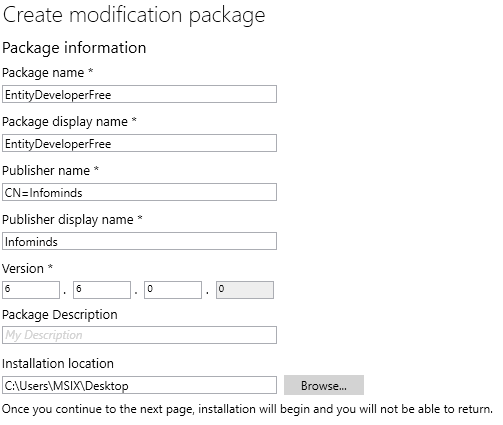 Create modification package
Package information
Package name *
EntityDeveloperFree
Package display name *
EntityDeveloperFree
Publisher name *
CN=Infominds
Publisher display name *
Infominds
Version *
6 . 6 . 0 . 0
Package Description
My Description
Installation location
C:\Users\MSIX\Desktop Browse...
Once you continue to the next page, installation will begin and you will not be able to return.